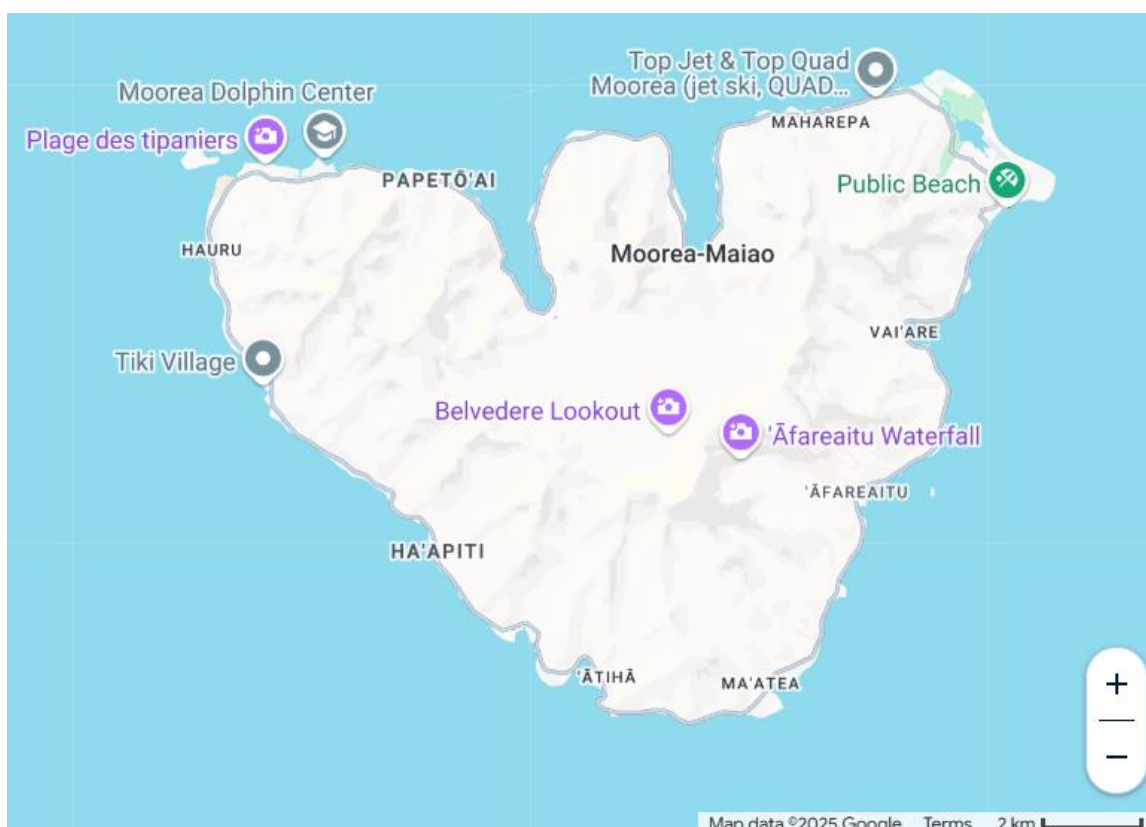 Top Jet & Top Quad
Moorea (jet ski, QUAD...
Moorea Dolphin Center
Plage des tipaniers
MAHAREPA
PAPETŌ'AI
Public Beach
HAURU
Moorea-Maiao
VAI'ARE
Tiki Village
Belvedere Lookout
'Āfareaitu Waterfall
'ĀFAREAITU
HA'APITI
'ĀTIHĀ
MA'ATEA
+
−
Map data ©2025 Google Terms 2 km